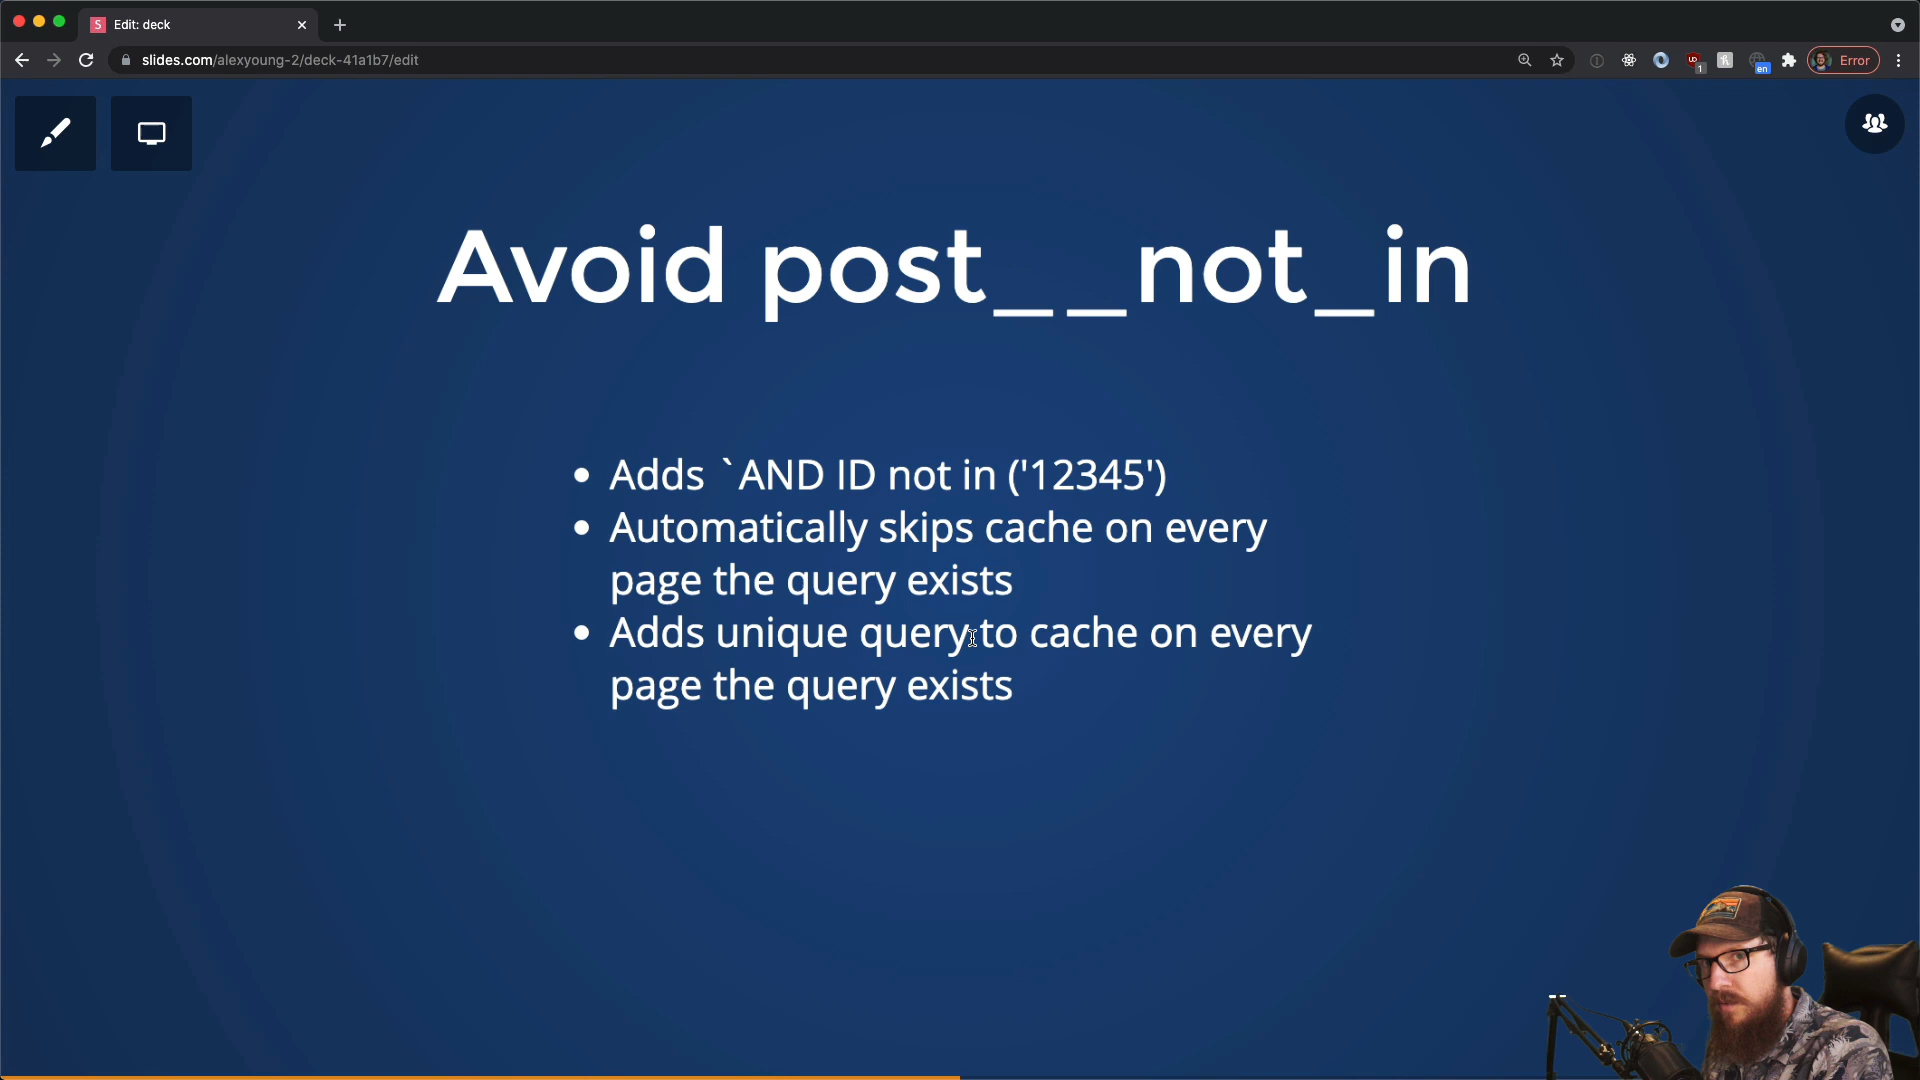 Edit: deck
slides.com/alexyoung-2/deck-41a1b7/edit
1
en
Error
Avoid post__not_in
Adds `AND ID not in ('12345')
Automatically skips cache on every
page the query exists
Adds unique query to cache on every
page the query exists